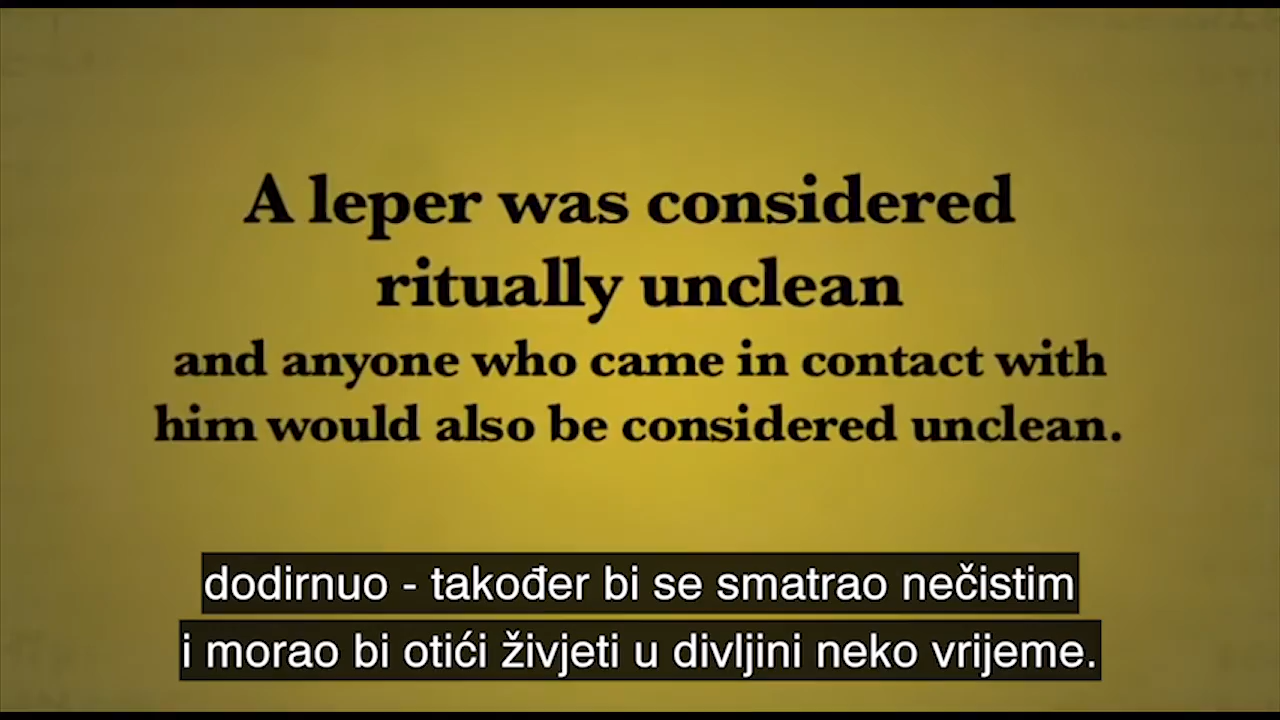 A leper was considered
ritually unclean
and anyone who came in contact with
him would also be considered unclean.
dodirnuo - također bi se smatrao nečistim
i morao bi otići živjeti u divljini neko vrijeme.